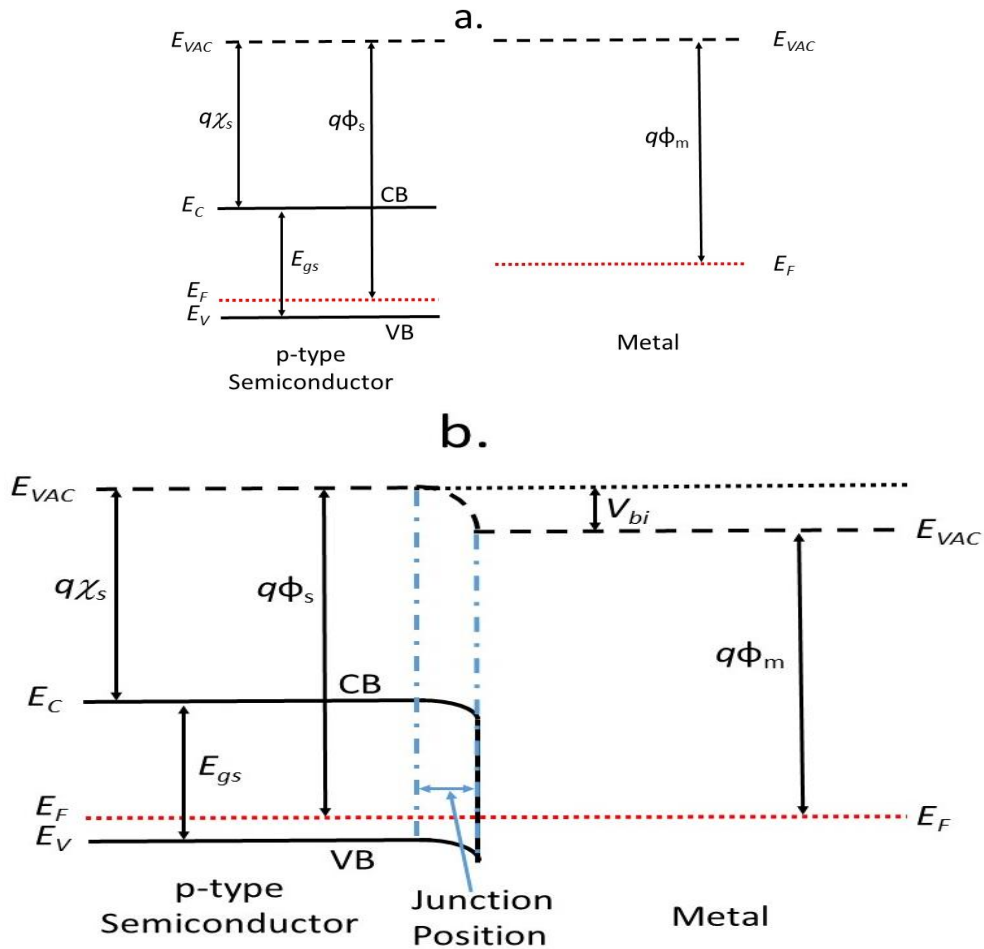 a.
E_VAC
E_VAC
qχ_s
qϕ_s
qϕ_m
CB
E_C
E_gs
E_F
E_F
E_V
VB
p-type
Semiconductor
Metal
b.
E_VAC
V_bi
E_VAC
qχ_s
qϕ_s
qϕ_m
CB
E_C
E_gs
E_F
E_F
E_V
VB
p-type
Semiconductor
Junction
Position
Metal